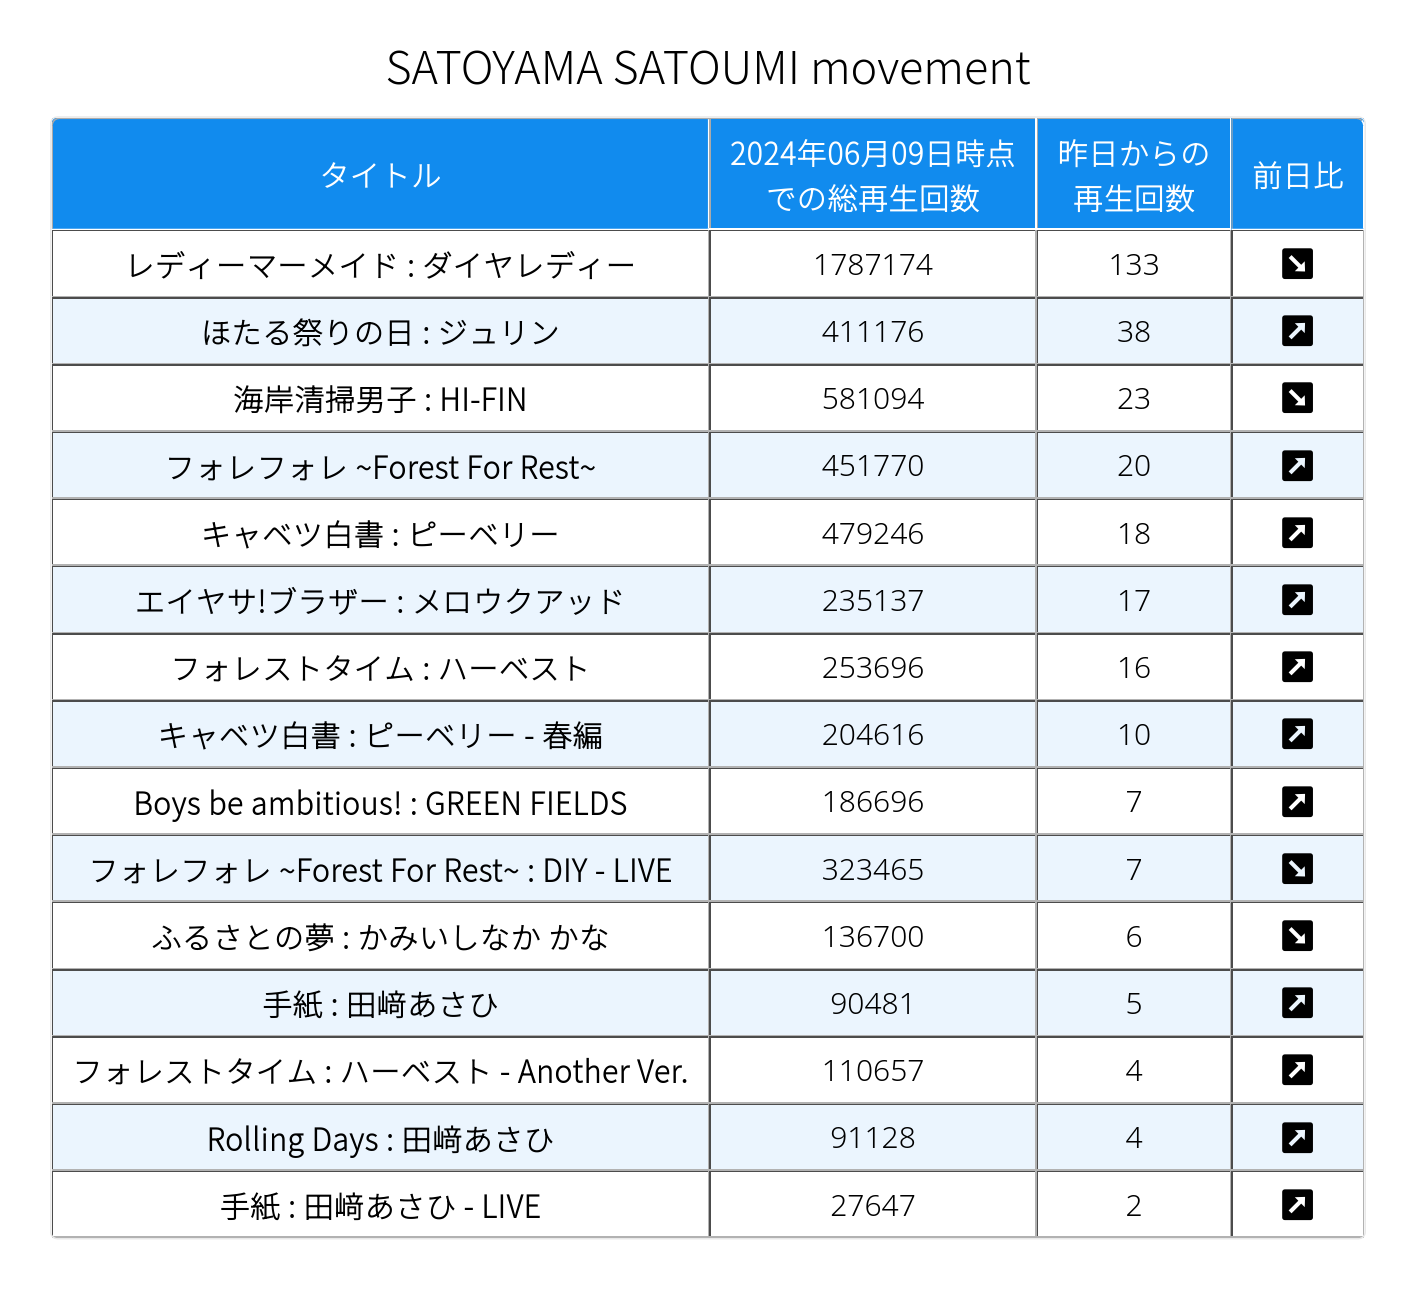 SATOYAMA SATOUMI movement
タイトル 2024年06月09日時点での総再生回数 昨日からの再生回数 前日比
レディーマーメイド : ダイヤレディー 1787174 133
ほたる祭りの日 : ジュリン 411176 38
海岸清掃男子 : HI-FIN 581094 23
フォレフォレ ~Forest For Rest~ 451770 20
キャベツ白書 : ピーベリー 479246 18
エイヤサ!ブラザー : メロウクアッド 235137 17
フォレストタイム : ハーベスト 253696 16
キャベツ白書 : ピーベリー - 春編 204616 10
Boys be ambitious! : GREEN FIELDS 186696 7
フォレフォレ ~Forest For Rest~ : DIY - LIVE 323465 7
ふるさとの夢 : かみいしなか かな 136700 6
手紙 : 田﨑あさひ 90481 5
フォレストタイム : ハーベスト - Another Ver. 110657 4
Rolling Days : 田﨑あさひ 91128 4
手紙 : 田﨑あさひ - LIVE 27647 2